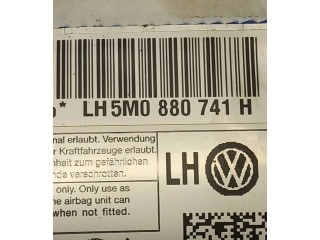 * LH 5M0 880 741 H
nal erlaubt. Verwendung
Kraftfahrzeuge erlaubt.
nheit zum gefährlichen
nde verschrotten.
LH
only. Only use as
e airbag unit can
when not fitted.